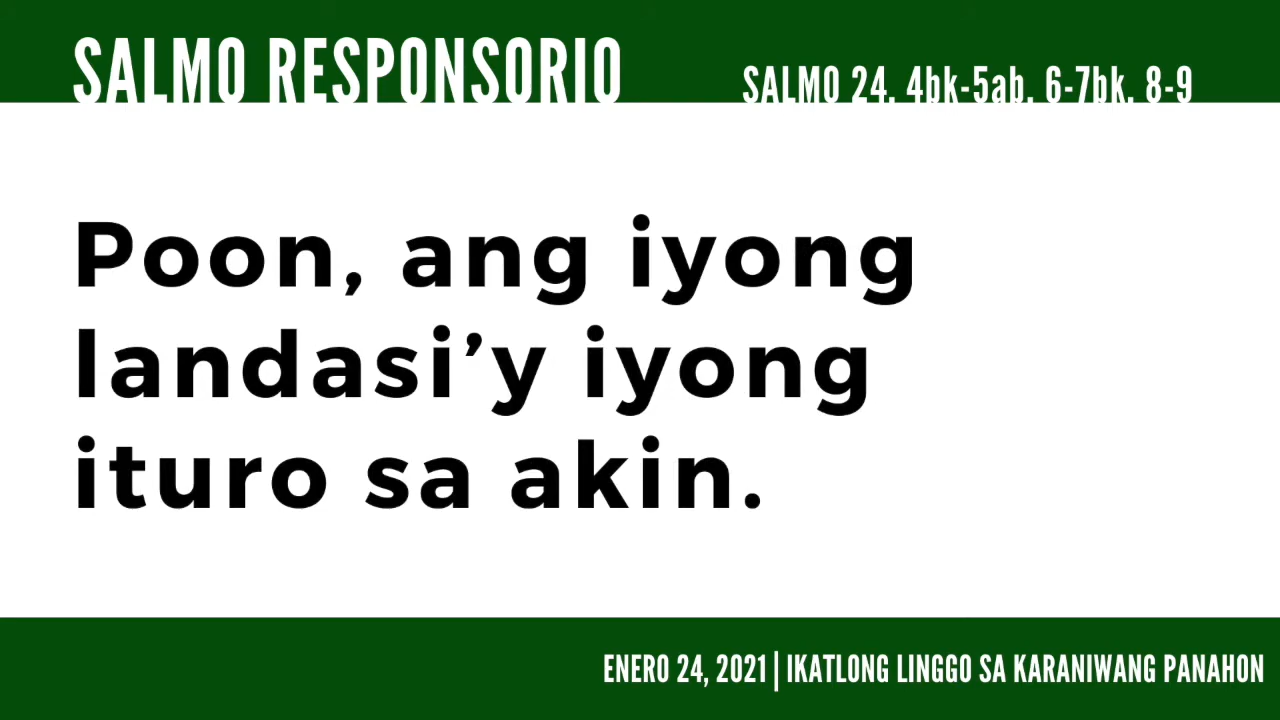 SALMO RESPONSORIO
SALMO 24, 4bk-5ab, 6-7bk, 8-9
Poon, ang iyong
landasi’y iyong
ituro sa akin.
ENERO 24, 2021 | IKATLONG LINGGO SA KARANIWANG PANAHON